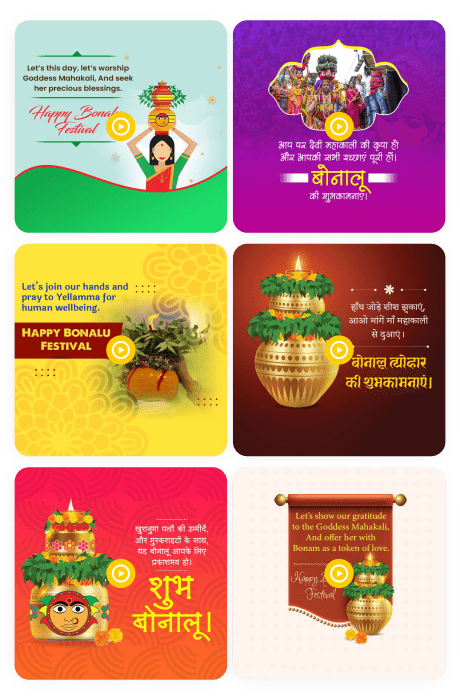 Let's this day, let's worship
Goddess Mahakali, And seek
her precious blessings.
Happy Bonalu
Festival
आप पर देवी महाकाली की कृपा हो
और आपकी सभी इच्छाएं पूरी हों।
बोनालू
की शुभकामनाएं।
Let's join our hands and
pray to Yellamma for
human wellbeing.
HAPPY BONALU
FESTIVAL
हाँथ जोड़े शीश झुकाएं,
आओ मांगें माँ महाकाली
से दुआएं।
बोनालू त्योहार
की शुभकामनाएं।
खुशनुमा पलों की उम्मीदें,
और मुस्कराहटों के साथ,
यह बोनालू आपके लिए
प्रकाशमय हो।
शुभ
बोनालू।
Let's show our gratitude
to the Goddess Mahakali,
And offer her with
Bonam as a token of love.
Happy
Festival